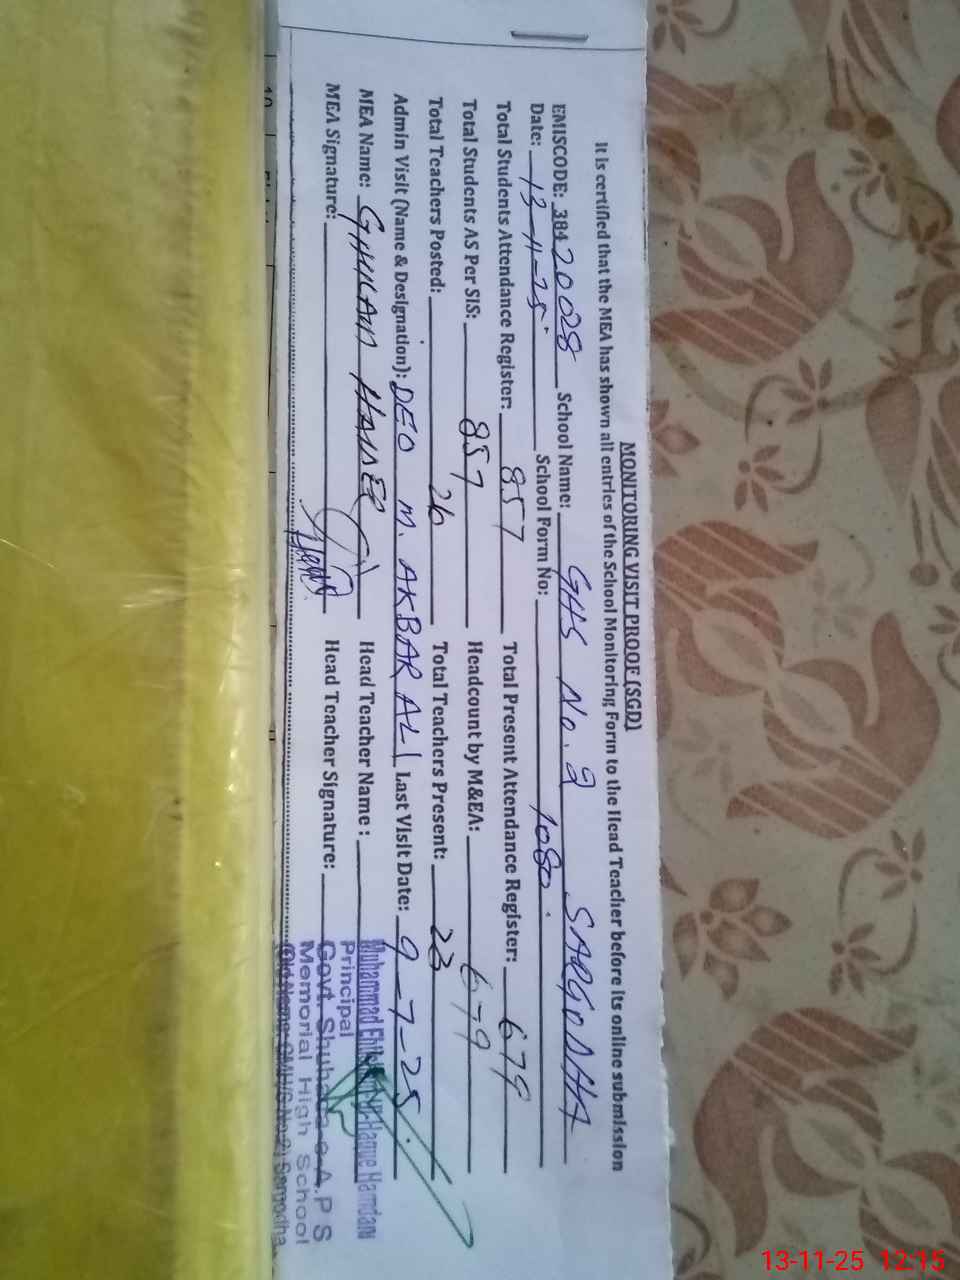 MONITORING VISIT PROOF (SGD)
It is certified that the MEA has shown all entries of the School Monitoring Form to the Head Teacher before its online submission
EMISCODE: 38420028 School Name: GHS No. 2 SARGODHA
Date: 13-11-25 School Form No: 1080
Total Students Attendance Register: 857 Total Present Attendance Register: 679
Total Students AS Per SIS: 857 Headcount by M&EA: 679
Total Teachers Posted: 26 Total Teachers Present: 23
Admin Visit (Name & Designation): DEO M. AKBAR ALI Last Visit Date: 9-7-25
MEA Name: GHULAM Head Teacher Name :
MEA Signature: Head Teacher Signature:
Muhammad Hamdani
Principal
Govt. Shuhada-e-A.P S
Memorial High School
Sargodha
13-11-25 12:15